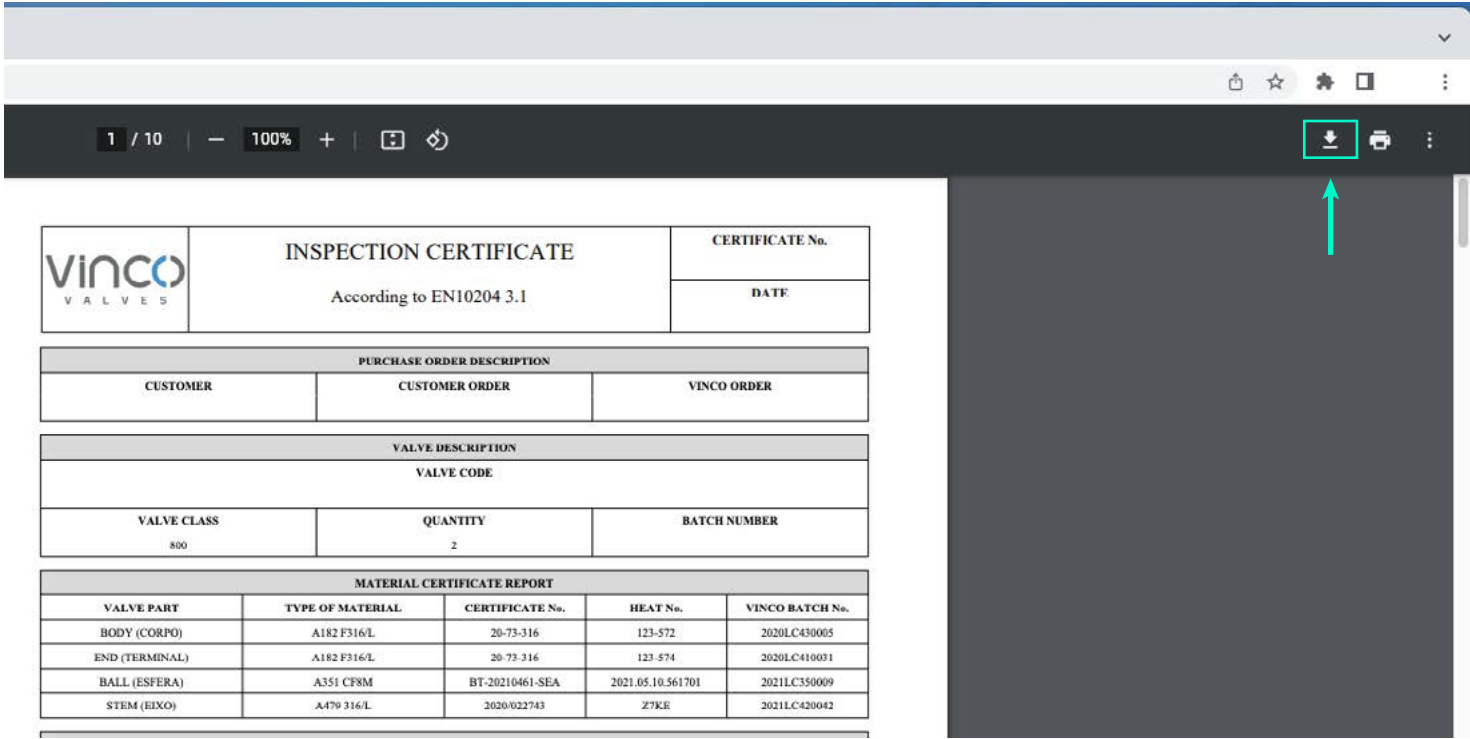 1 / 10 | − 100% + |
VINCO
VALVES
INSPECTION CERTIFICATE
According to EN10204 3.1
CERTIFICATE No.
DATE
PURCHASE ORDER DESCRIPTION
CUSTOMER CUSTOMER ORDER VINCO ORDER
VALVE DESCRIPTION
VALVE CODE
VALVE CLASS QUANTITY BATCH NUMBER
800 2
MATERIAL CERTIFICATE REPORT
VALVE PART TYPE OF MATERIAL CERTIFICATE No. HEAT No. VINCO BATCH No.
BODY (CORPO) A182 F316/L 20-73-316 123-572 2020LC430005
END (TERMINAL) A182 F316/L 20-73-316 123-574 2020LC410031
BALL (ESFERA) A351 CF8M BT-20210461-SEA 2021.05.10.561701 2021LC350009
STEM (EIXO) A479 316/L 2020/022743 Z7KE 2021LC420042